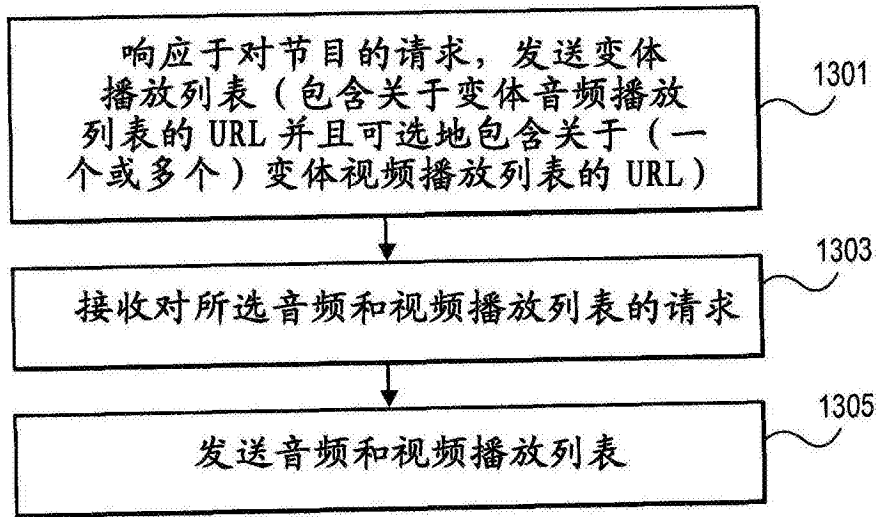 响应于对节目的请求，发送变体
播放列表（包含关于变体音频播放
列表的 URL 并且可选地包含关于（一
个或多个）变体视频播放列表的 URL）
1301
接收对所选音频和视频播放列表的请求
1303
发送音频和视频播放列表
1305